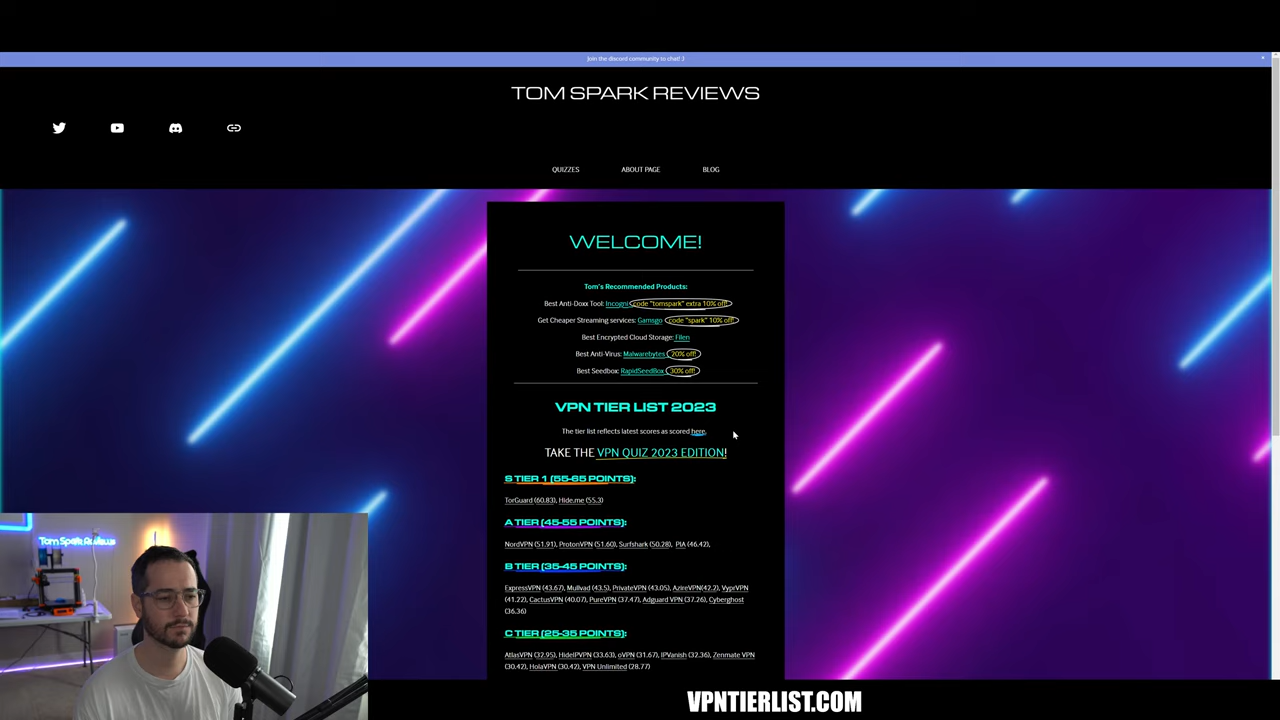 Join the discord community to chat! :)
TOM SPARK REVIEWS
QUIZZES
ABOUT PAGE
BLOG
WELCOME!
Tom's Recommended Products:
Best Anti-Doxx Tool: Incogni code "tomspark" extra 10% off!
Get Cheaper Streaming services: Gamsgo code "spark" 10% off!
Best Encrypted Cloud Storage: Filen
Best Anti-Virus: Malwarebytes 20% off!
Best Seedbox: RapidSeedBox 30% off!
VPN TIER LIST 2023
The tier list reflects latest scores as scored here.
TAKE THE VPN QUIZ 2023 EDITION!
S TIER 1 (55-65 POINTS):
TorGuard (60.83), Hide.me (55.3)
A TIER (45-55 POINTS):
NordVPN (51.91), ProtonVPN (51.60), Surfshark (50.28), PIA (46.42),
B TIER (35-45 POINTS):
ExpressVPN (43.67), Mullvad (43.5), PrivateVPN (43.05), AzireVPN(42.2), VyprVPN
(41.22), CactusVPN (40.07), PureVPN (37.47), Adguard VPN (37.26), Cyberghost
(36.36)
C TIER (25-35 POINTS):
AtlasVPN (32.95), HideIPVPN (33.63), oVPN (31.67), IPVanish (32.36), Zenmate VPN
(30.42), HolaVPN (30.42), VPN Unlimited (28.77)
Tom Spark Reviews
VPNTIERLIST.COM